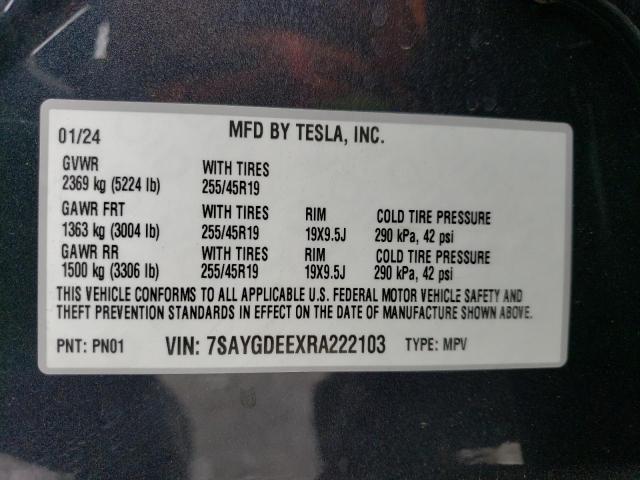 01/24 MFD BY TESLA, INC.
GVWR WITH TIRES
2369 kg (5224 lb) 255/45R19
GAWR FRT WITH TIRES RIM COLD TIRE PRESSURE
1363 kg (3004 lb) 255/45R19 19X9.5J 290 kPa, 42 psi
GAWR RR WITH TIRES RIM COLD TIRE PRESSURE
1500 kg (3306 lb) 255/45R19 19X9.5J 290 kPa, 42 psi
THIS VEHICLE CONFORMS TO ALL APPLICABLE U.S. FEDERAL MOTOR VEHICLE SAFETY AND
THEFT PREVENTION STANDARDS IN EFFECT ON THE DATE OF MANUFACTURE SHOWN ABOVE.
PNT: PN01 VIN: 7SAYGDEEXRA222103 TYPE: MPV